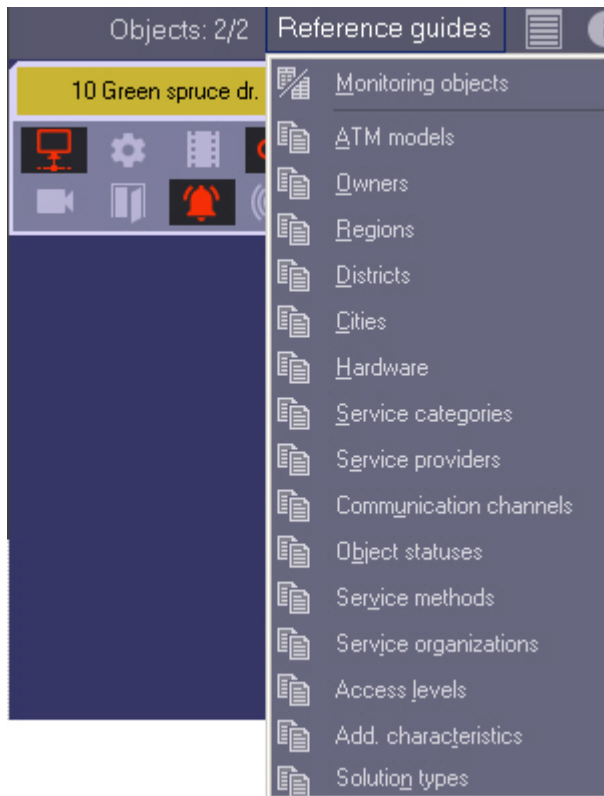 Objects: 2/2 Reference guides
10 Green spruce dr.
Monitoring objects
ATM models
Owners
Regions
Districts
Cities
Hardware
Service categories
Service providers
Communication channels
Object statuses
Service methods
Service organizations
Access levels
Add. characteristics
Solution types